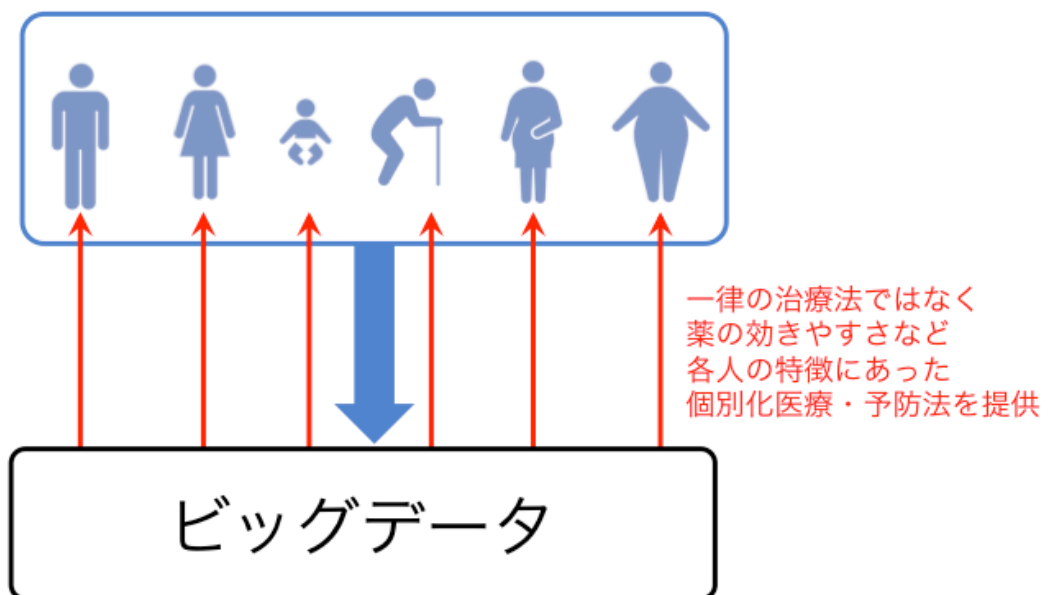 一律の治療法ではなく
薬の効きやすさなど
各人の特徴にあった
個別化医療・予防法を提供
ビッグデータ